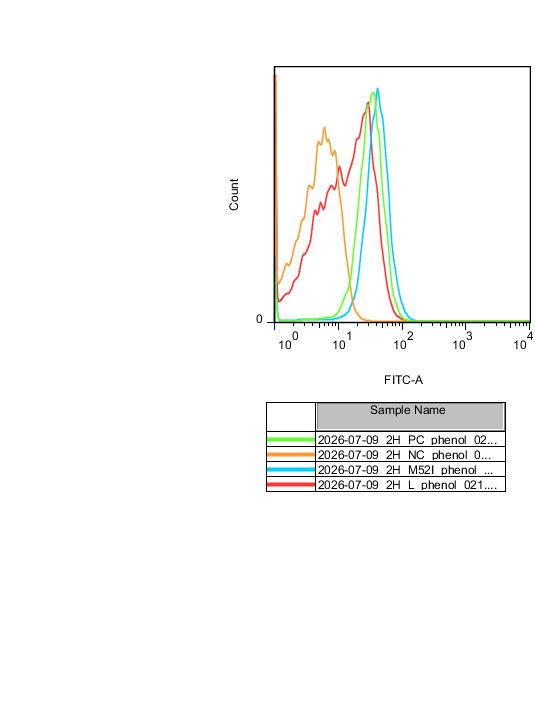 Count
0
10^0 10^1 10^2 10^3 10^4
FITC-A
Sample Name
2026-07-09_2H_PC_phenol_02...
2026-07-09_2H_NC_phenol_0...
2026-07-09_2H_M52I_phenol_...
2026-07-09_2H_L_phenol_021....